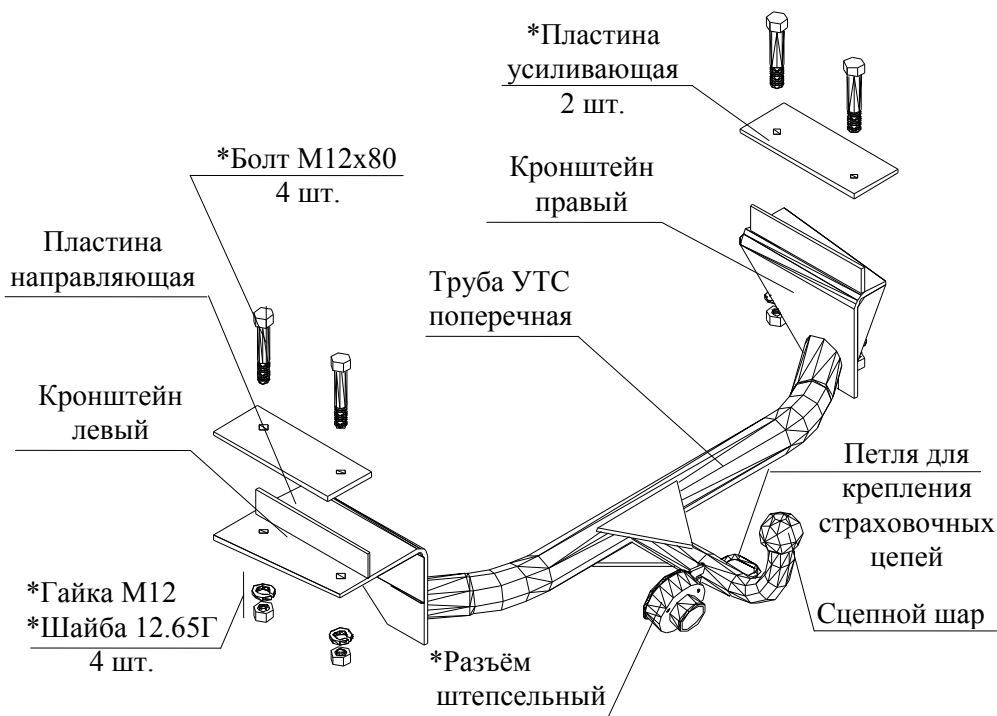 *Пластина
усиливающая
2 шт.
*Болт М12х80
4 шт.
Кронштейн
правый
Пластина
направляющая
Труба УТС
поперечная
Кронштейн
левый
Петля для
крепления
страховочных
цепей
*Гайка М12
*Шайба 12.65Г
4 шт.
Сцепной шар
*Разъём
штепсельный